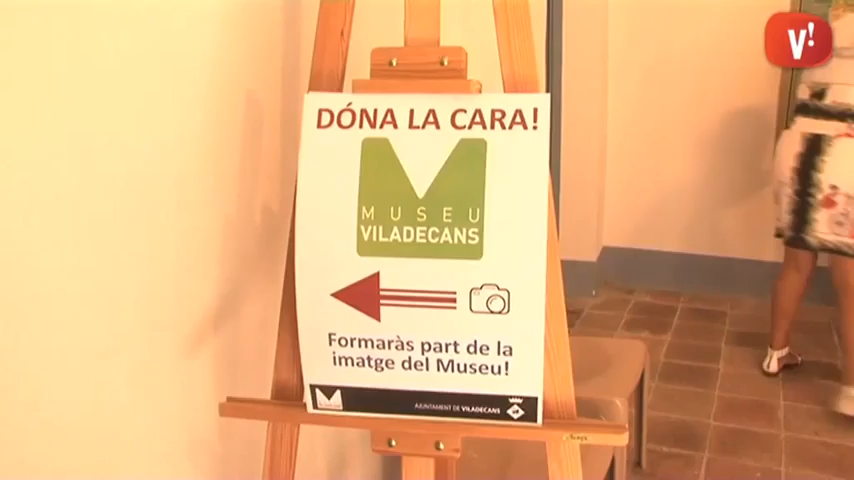 V!
DÓNA LA CARA!
MUSEU
VILADECANS
Formaràs part de la
imatge del Museu!
AJUNTAMENT DE VILADECANS